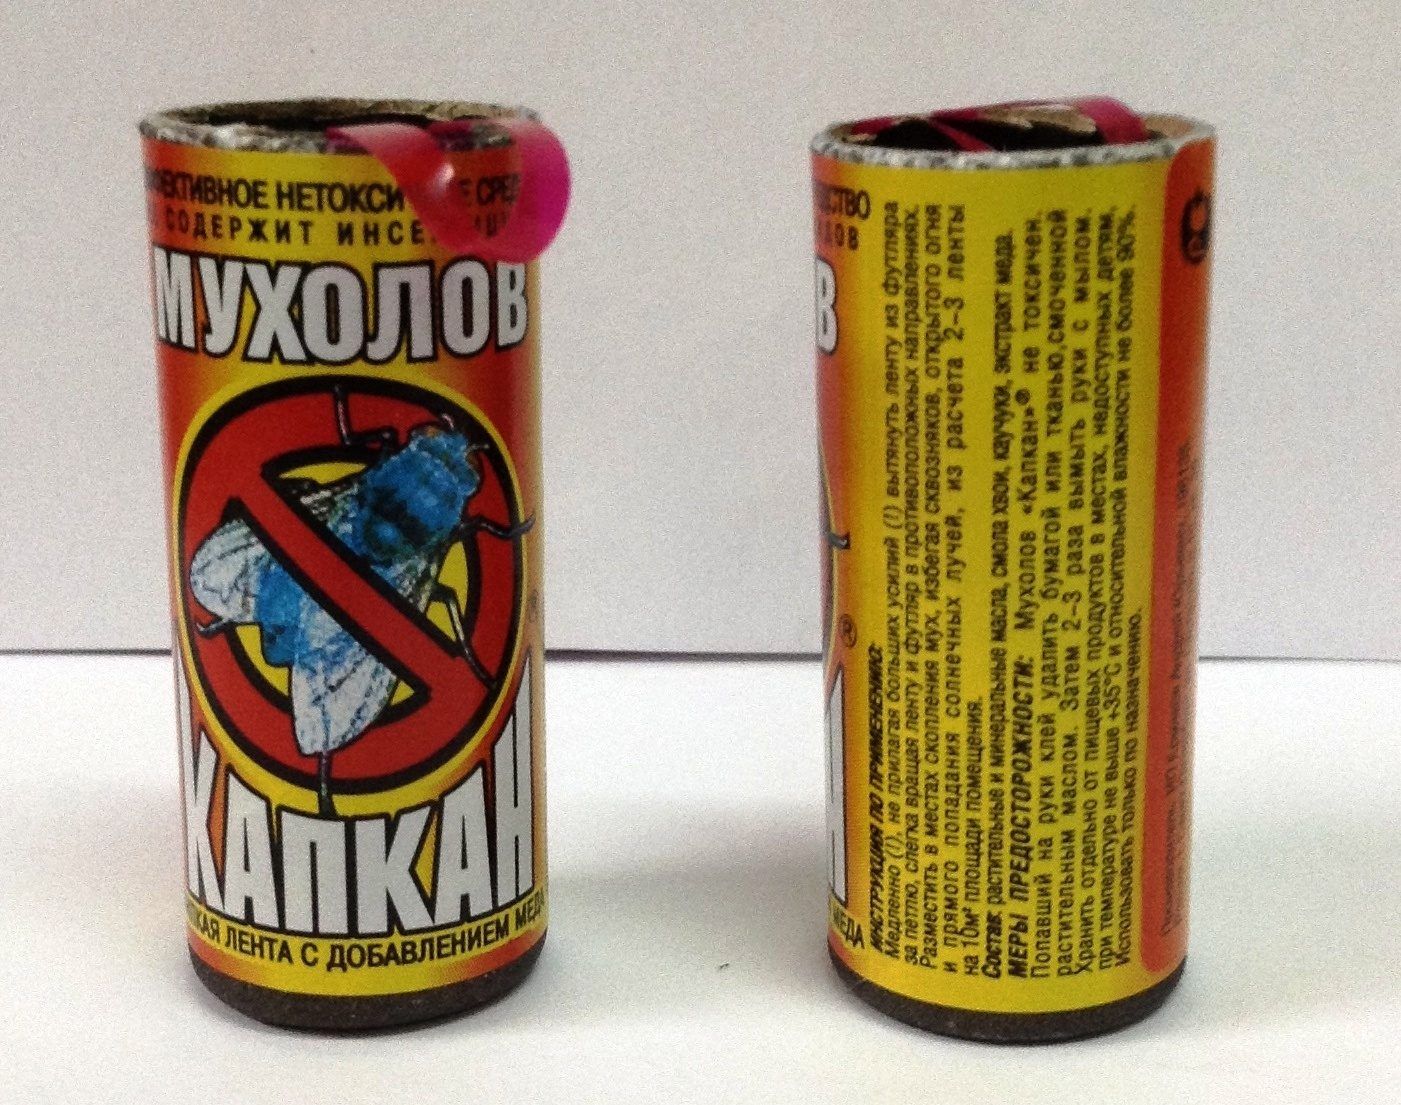 НЕТОКСИ
СОДЕРЖИТ ИНСЕ
МУХОЛОВ
КАПКАН
ЛЕНТА С ДОБАВЛЕНИЕМ МЕДА
®
МЕДА
ИНСТРУКЦИЯ ПО ПРИМЕНЕНИЮ:
Медленно (!), не прилагая больших усилий (!) вытянуть ленту из футляра
за петлю, слегка вращая ленту и футляр в противоположных направлениях.
Разместить в местах скопления мух, избегая сквозняков, открытого огня
и прямого попадания солнечных лучей, из расчета 2-3 ленты
на 10м² площади помещения.
Состав: растительные и минеральные масла, смола хвои, каучуки, экстракт меда.
МЕРЫ ПРЕДОСТОРОЖНОСТИ: Мухолов «Капкан»® не токсичен.
Попавший на руки клей удалить бумагой или тканью, смоченной
растительным маслом. Затем 2-3 раза вымыть руки с мылом.
Хранить отдельно от пищевых продуктов в местах, недоступных детям,
при температуре не выше +35°С и относительной влажности не более 90%.
Использовать только по назначению.